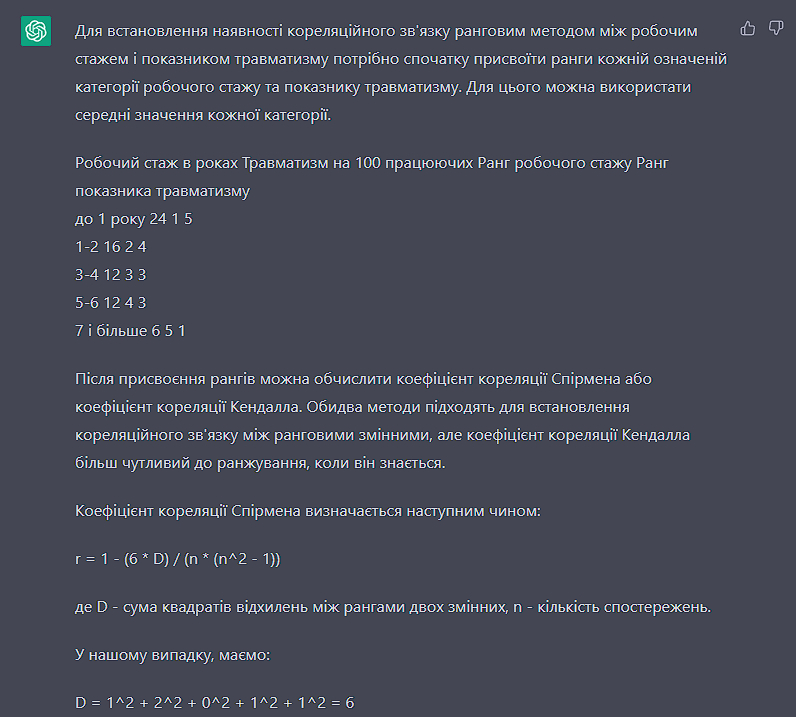 Для встановлення наявності кореляційного зв'язку ранговим методом між робочим
стажем і показником травматизму потрібно спочатку присвоїти ранги кожній означеній
категорії робочого стажу та показнику травматизму. Для цього можна використати
середні значення кожної категорії.
Робочий стаж в роках Травматизм на 100 працюючих Ранг робочого стажу Ранг
показника травматизму
до 1 року 24 1 5
1-2 16 2 4
3-4 12 3 3
5-6 12 4 3
7 і більше 6 5 1
Після присвоєння рангів можна обчислити коефіцієнт кореляції Спірмена або
коефіцієнт кореляції Кендалла. Обидва методи підходять для встановлення
кореляційного зв'язку між ранговими змінними, але коефіцієнт кореляції Кендалла
більш чутливий до ранжування, коли він знається.
Коефіцієнт кореляції Спірмена визначається наступним чином:
r = 1 - (6 * D) / (n * (n^2 - 1))
де D - сума квадратів відхилень між рангами двох змінних, n - кількість спостережень.
У нашому випадку, маємо:
D = 1^2 + 2^2 + 0^2 + 1^2 + 1^2 = 6